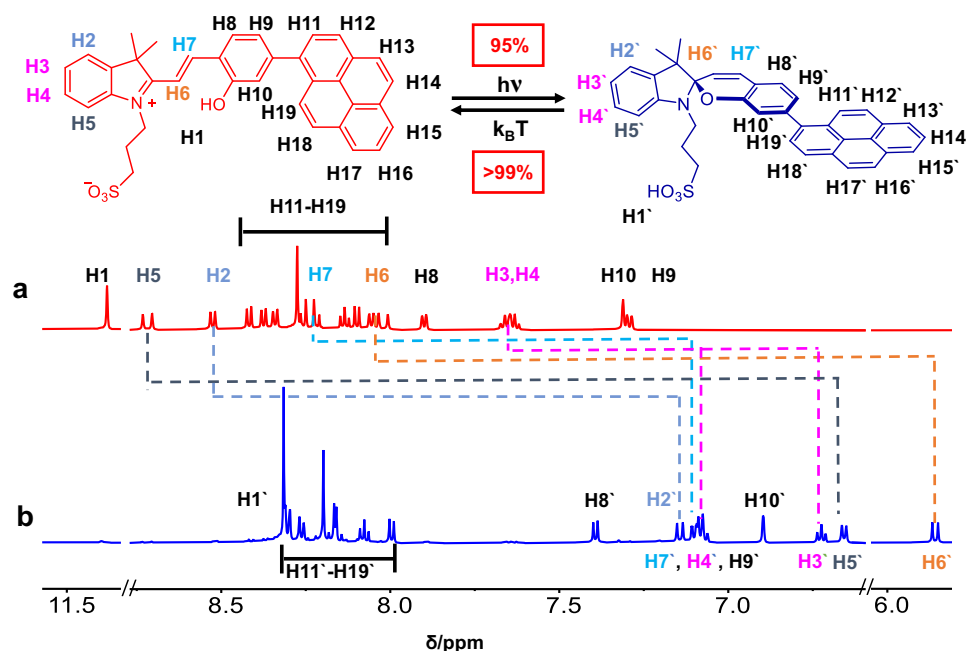 H8 H9 H11 H12
H2 H7 H13
H3
H4 H6
HO H10 H14
N+
H5 H19
H1 H18 H15
H17 H16
-O3S
95%
hν
kBT
>99%
H2` H6` H7`
H8`
H3` H9`
H11` H12`
H4` N O H13`
H5` H10` H14
H19` H15`
H18`
H17` H16`
HO3S
H1`
H11-H19
H1 H5 H2 H7 H6 H8 H3,H4 H10 H9
a
b
H1` H8` H2` H10`
H11`-H19` H7`, H4`, H9` H3` H5` H6`
11.5 8.5 8.0 7.5 7.0 6.0
δ/ppm